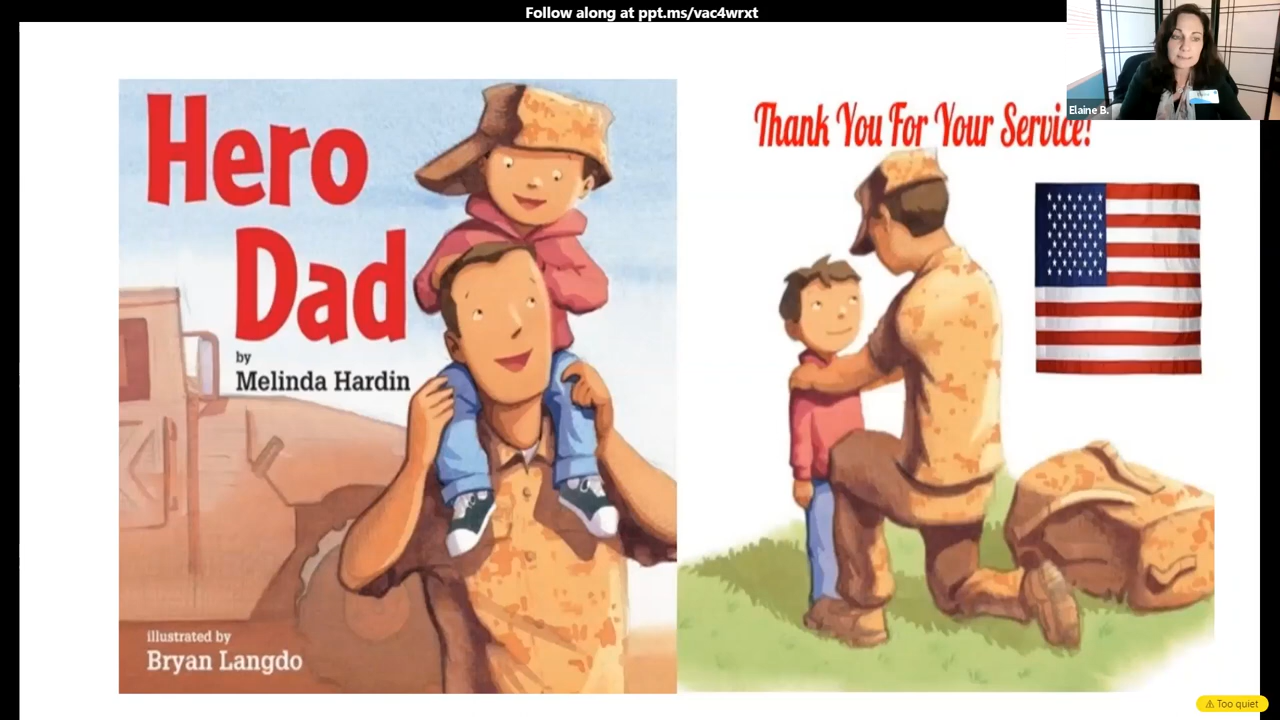 Follow along at ppt.ms/vac4wrxt
Elaine B.
Hero
Dad
by
Melinda Hardin
illustrated by
Bryan Langdo
Thank You For Your Service!
⚠ Too quiet